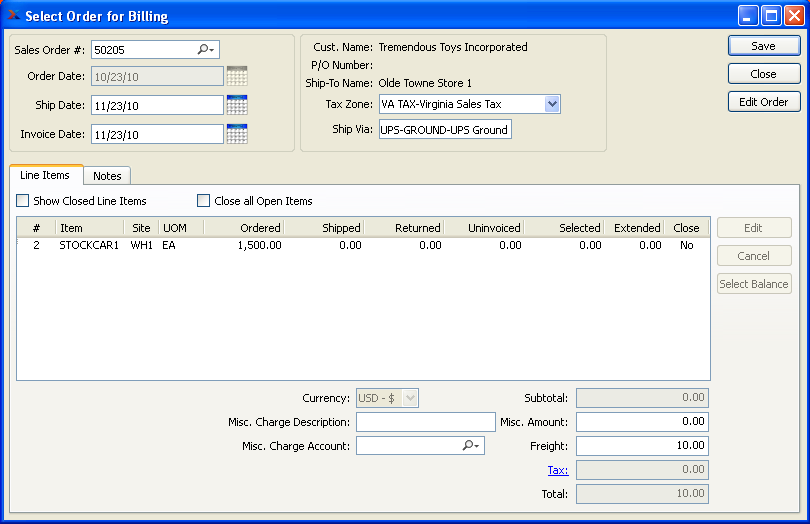 Select Order for Billing
Sales Order #: 50205
Order Date: 10/23/10
Ship Date: 11/23/10
Invoice Date: 11/23/10
Cust. Name: Tremendous Toys Incorporated
P/O Number:
Ship-To Name: Olde Towne Store 1
Tax Zone: VA TAX-Virginia Sales Tax
Ship Via: UPS-GROUND-UPS Ground
Save
Close
Edit Order
Line Items Notes
Show Closed Line Items Close all Open Items
# Item Site UOM Ordered Shipped Returned Uninvoiced Selected Extended Close
2 STOCKCAR1 WH1 EA 1,500.00 0.00 0.00 0.00 0.00 0.00 No
Edit
Cancel
Select Balance
Currency: USD - $ Subtotal: 0.00
Misc. Charge Description: Misc. Amount: 0.00
Misc. Charge Account: Freight: 10.00
Tax: 0.00
Total: 10.00